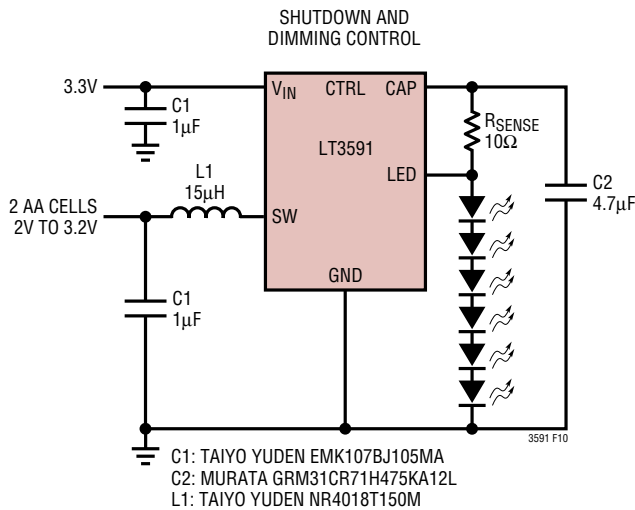 SHUTDOWN AND
DIMMING CONTROL
3.3V
C1
1µF
VIN
CTRL
CAP
LT3591
LED
SW
GND
RSENSE
10Ω
C2
4.7µF
L1
15µH
2 AA CELLS
2V TO 3.2V
C1
1µF
3591 F10
C1: TAIYO YUDEN EMK107BJ105MA
C2: MURATA GRM31CR71H475KA12L
L1: TAIYO YUDEN NR4018T150M